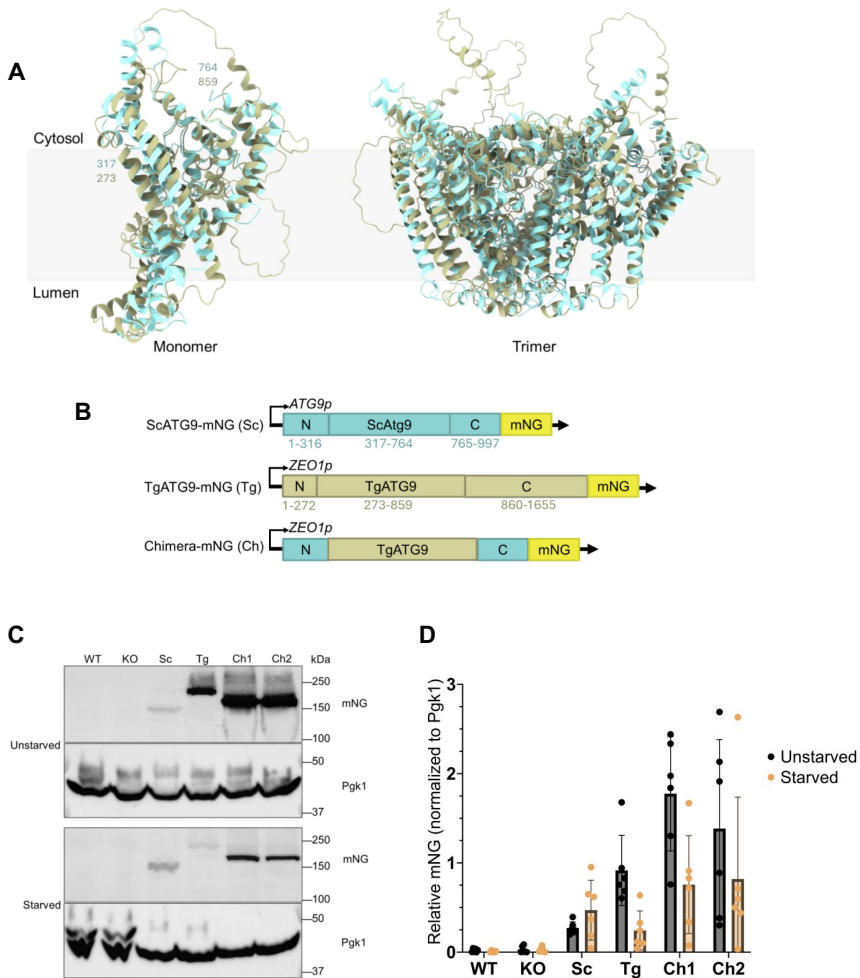 A
764
859
Cytosol
317
273
Lumen
Monomer
Trimer
B
ATG9p
ScATG9-mNG (Sc)
N
ScAtg9
C
mNG
1-316
317-764
765-997
ZEO1p
TgATG9-mNG (Tg)
N
TgATG9
C
mNG
1-272
273-859
860-1655
ZEO1p
Chimera-mNG (Ch)
N
TgATG9
C
mNG
C
WT KO Sc Tg Ch1 Ch2 kDa
250
mNG
150
100
Unstarved
50
Pgk1
37
250
mNG
150
100
Starved
50
Pgk1
37
D
Relative mNG (normalized to Pgk1)
3
2
1
0
WT KO Sc Tg Ch1 Ch2
Unstarved
Starved